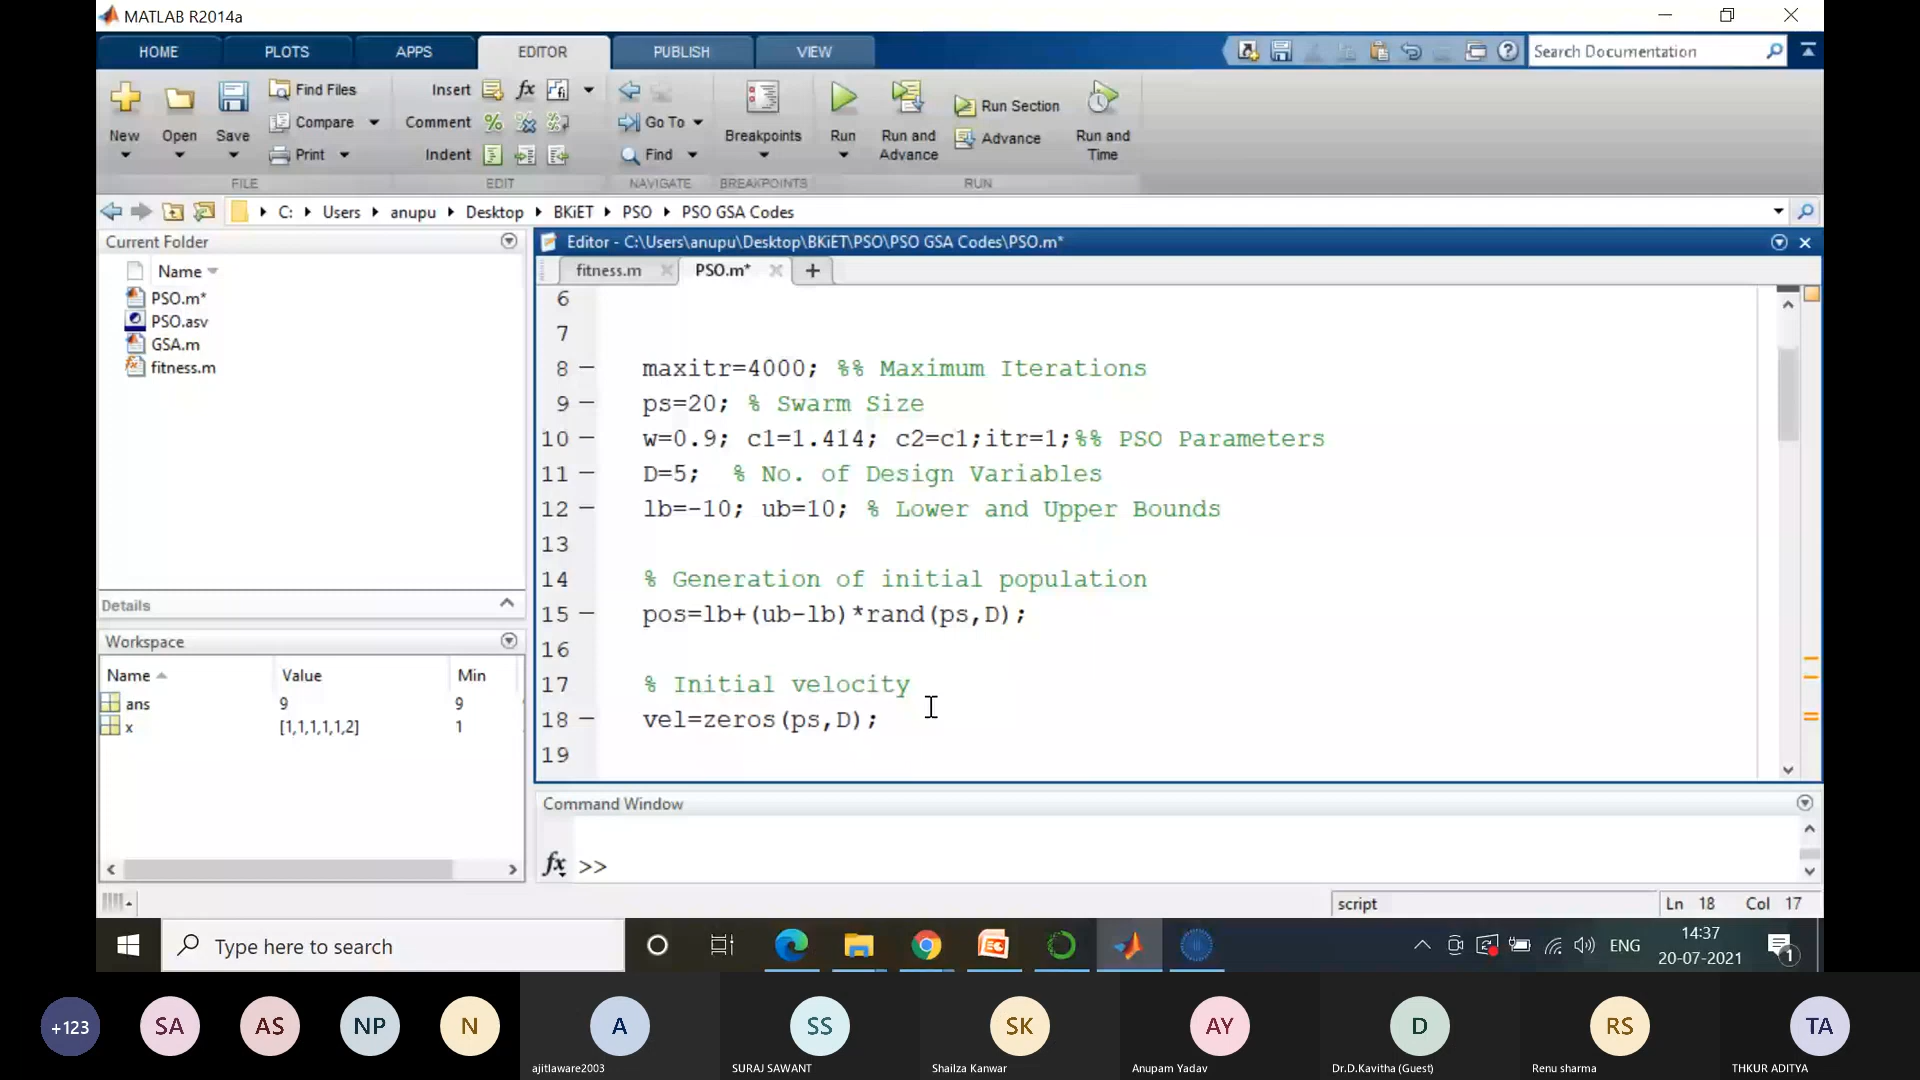 MATLAB R2014a
HOME PLOTS APPS EDITOR PUBLISH VIEW
Search Documentation
New Open Save Find Files Compare Print
FILE
Insert fx
Comment %
Indent
EDIT
Go To
Find
NAVIGATE
Breakpoints
BREAKPOINTS
Run Run and Advance Run Section Advance Run and Time
RUN
C: Users anupu Desktop BKiET PSO PSO GSA Codes
Current Folder
Name
PSO.m*
PSO.asv
GSA.m
fitness.m
Details
Workspace
Name Value Min
ans 9 9
x [1,1,1,1,1,2] 1
Editor - C:\Users\anupu\Desktop\BKiET\PSO\PSO GSA Codes\PSO.m*
fitness.m PSO.m* +
6
7
8 – maxitr=4000; %% Maximum Iterations
9 – ps=20; % Swarm Size
10 – w=0.9; c1=1.414; c2=c1;itr=1;%% PSO Parameters
11 – D=5; % No. of Design Variables
12 – lb=-10; ub=10; % Lower and Upper Bounds
13
14 % Generation of initial population
15 – pos=lb+(ub-lb)*rand(ps,D);
16
17 % Initial velocity
18 – vel=zeros(ps,D);
19
Command Window
fx >>
script Ln 18 Col 17
Type here to search
ENG
14:37
20-07-2021
1
+123 SA AS NP N A SS SK AY D RS TA
ajitlaware2003 SURAJ SAWANT Shailza Kanwar Anupam Yadav Dr.D.Kavitha (Guest) Renu sharma THKUR ADITYA